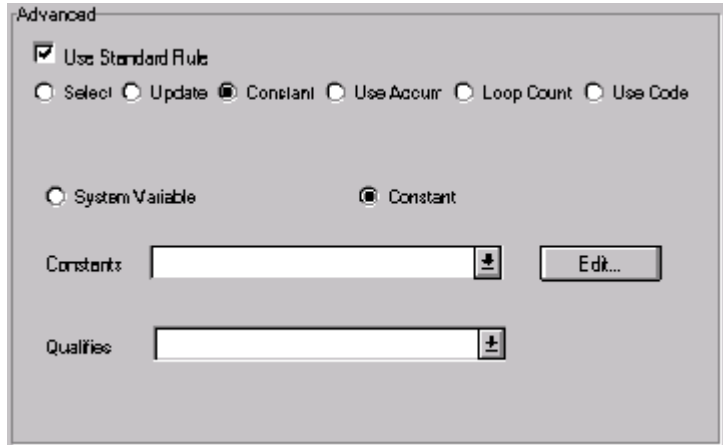 Advanced
Use Standard Rule
Select Update Constant Use Accum Loop Count Use Code
System Variable Constant
Constants Edit...
Qualifies